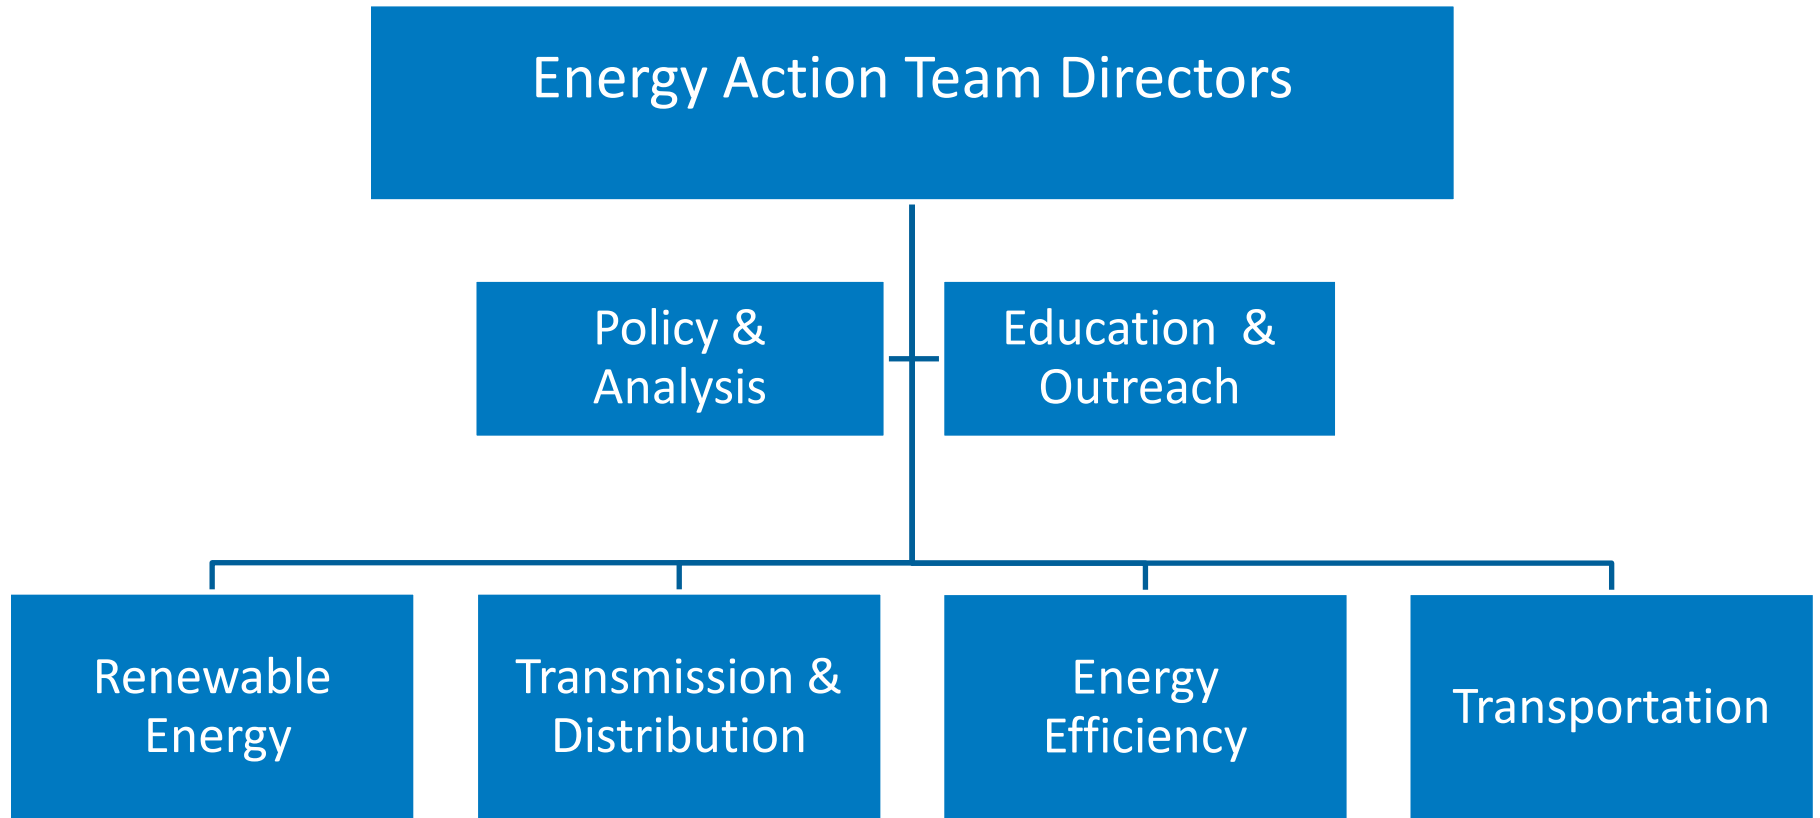 Energy Action Team Directors
Policy &
Analysis
Education  &
Outreach
Renewable
Energy
Transmission &
Distribution
Energy
Efficiency
Transportation